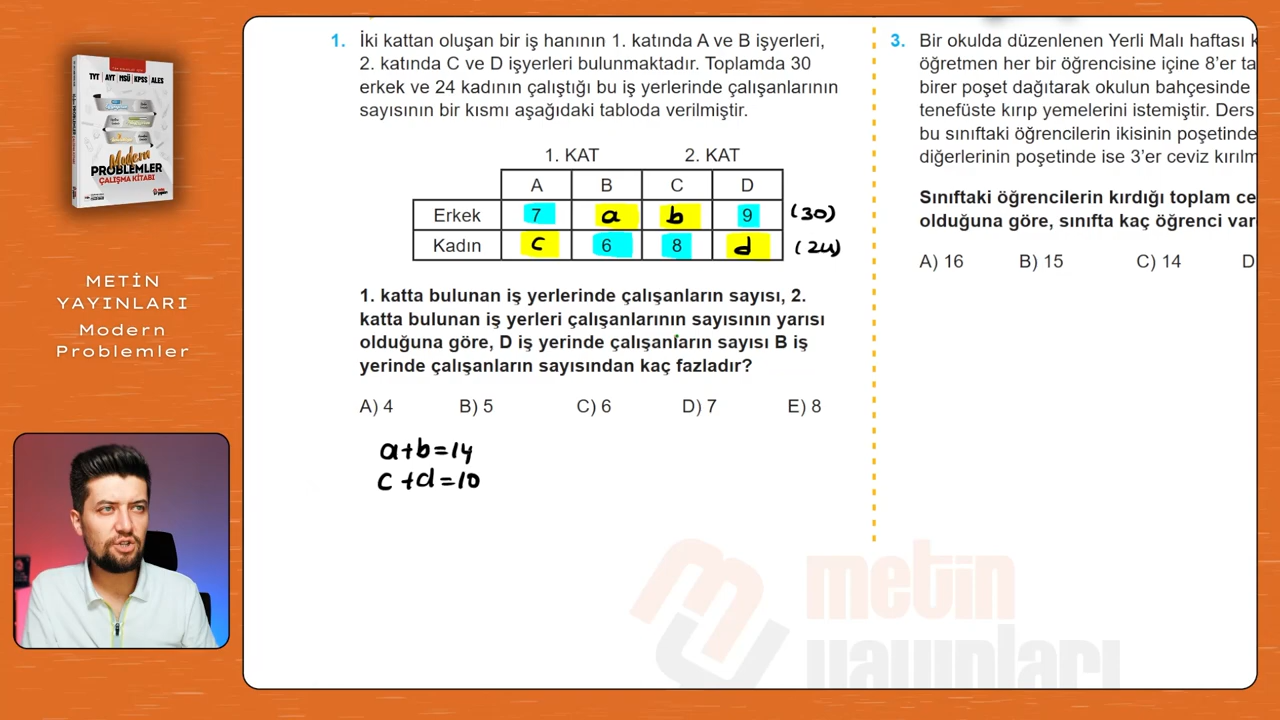 TYT | AYT | MSÜ | KPSS | ALES
Modern
PROBLEMLER
ÇALIŞMA KİTABI
METİN
YAYINLARI
Modern
Problemler
1. İki kattan oluşan bir iş hanının 1. katında A ve B işyerleri,
2. katında C ve D işyerleri bulunmaktadır. Toplamda 30
erkek ve 24 kadının çalıştığı bu iş yerlerinde çalışanlarının
sayısının bir kısmı aşağıdaki tabloda verilmiştir.
1. KAT 2. KAT
A B C D
Erkek 7 a b 9 (30)
Kadın c 6 8 d (24)
1. katta bulunan iş yerlerinde çalışanların sayısı, 2.
katta bulunan iş yerleri çalışanlarının sayısının yarısı
olduğuna göre, D iş yerinde çalışanların sayısı B iş
yerinde çalışanların sayısından kaç fazladır?
A) 4 B) 5 C) 6 D) 7 E) 8
a+b=14
c+d=10
3. Bir okulda düzenlenen Yerli Malı haftası k
öğretmen her bir öğrencisine içine 8'er ta
birer poşet dağıtarak okulun bahçesinde
tenefüste kırıp yemelerini istemiştir. Ders
bu sınıftaki öğrencilerin ikisinin poşetinde
diğerlerinin poşetinde ise 3'er ceviz kırılm
Sınıftaki öğrencilerin kırdığı toplam ce
olduğuna göre, sınıfta kaç öğrenci var
A) 16 B) 15 C) 14 D
metin
yayınları